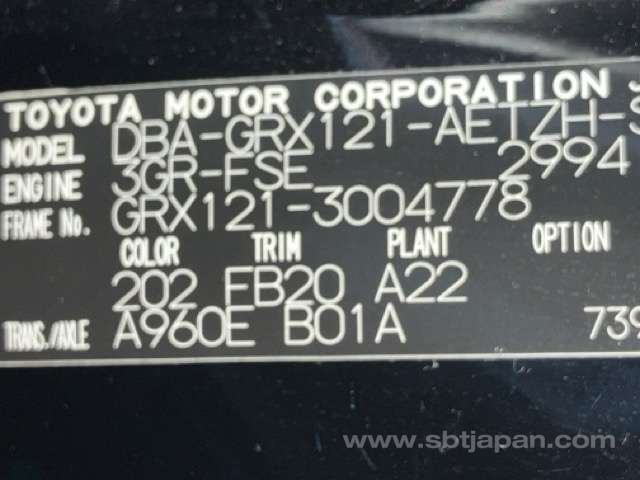 TOYOTA MOTOR CORPORATION
MODEL DBA-GRX121-AETZH-
ENGINE 3GR-FSE 2994
FRAME No. GRX121-3004778
COLOR TRIM PLANT OPTION
202 FB20 A22
TRANS./AXLE A960E B01A 739
www.sbtjapan.com